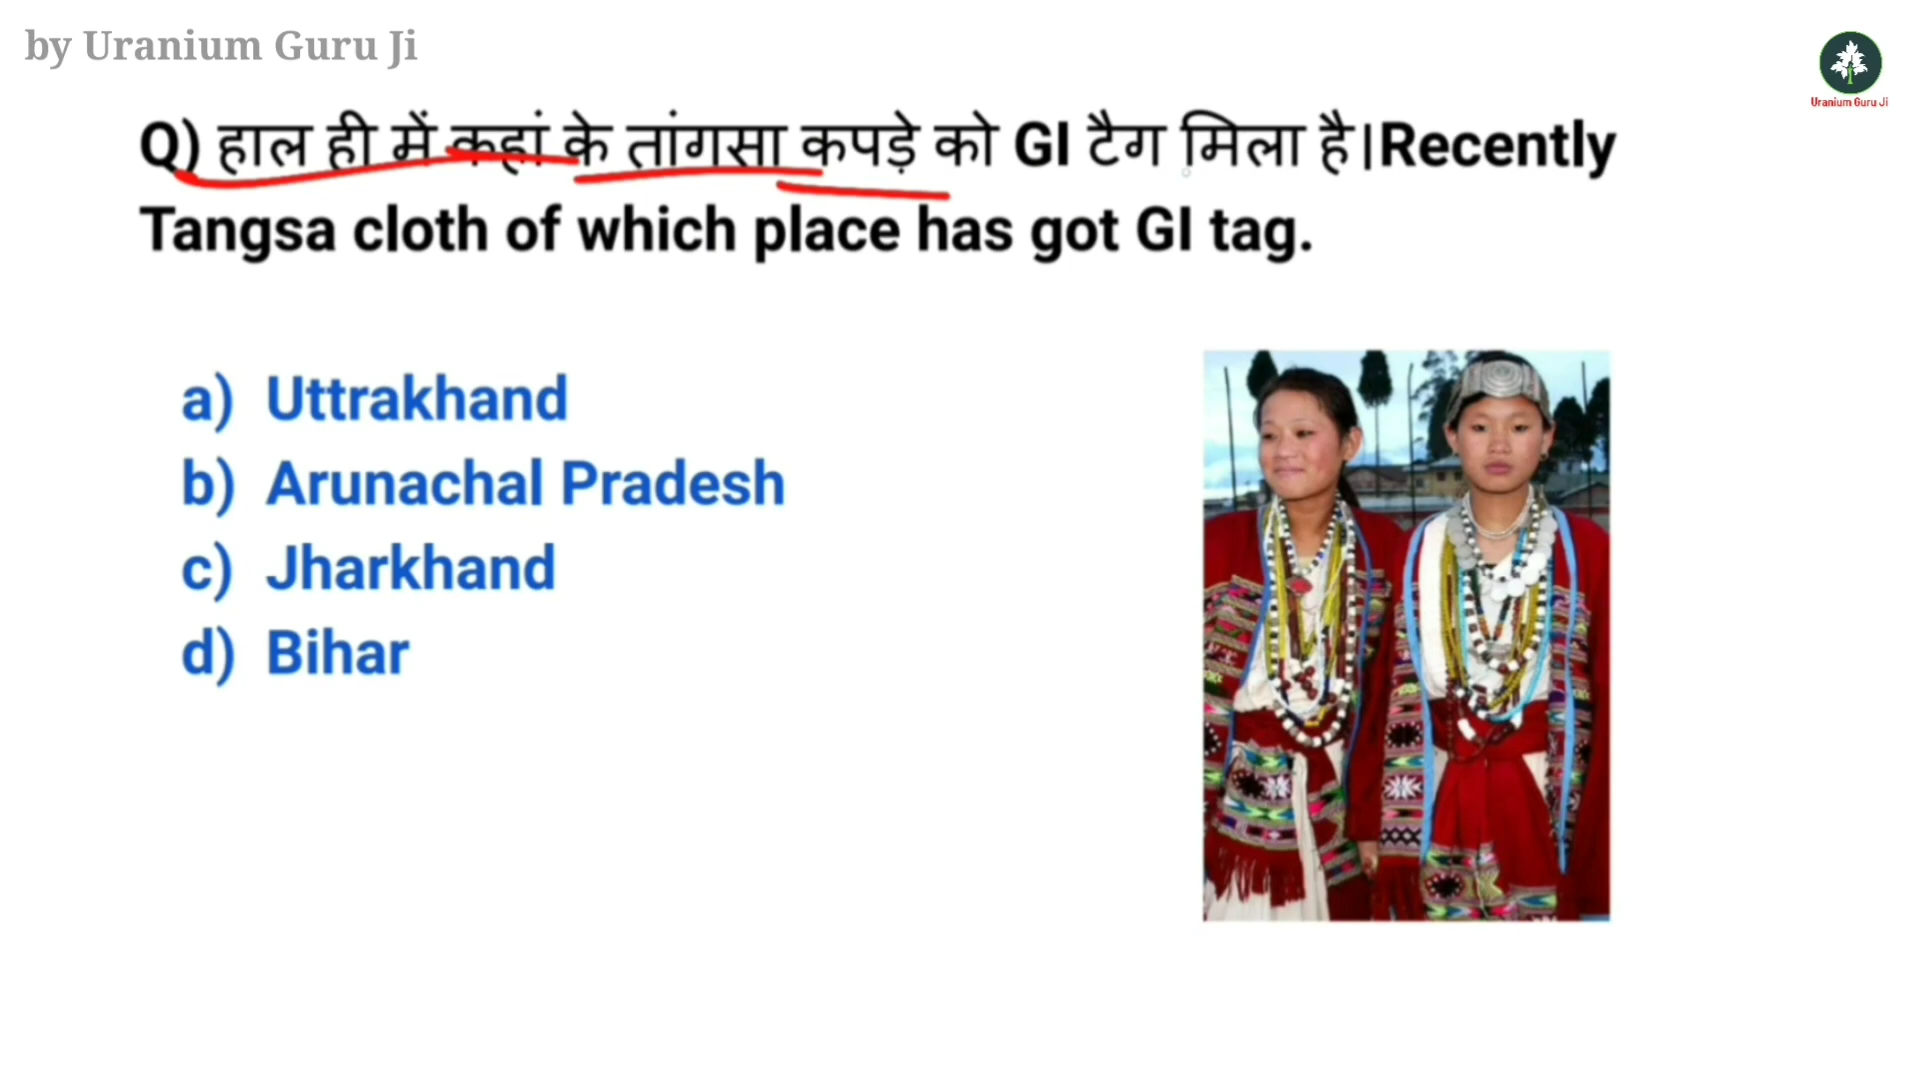 by Uranium Guru Ji
Uranium Guru Ji
Q) हाल ही में कहां के तांगसा कपड़े को GI टैग मिला है।Recently
Tangsa cloth of which place has got GI tag.
a) Uttrakhand
b) Arunachal Pradesh
c) Jharkhand
d) Bihar